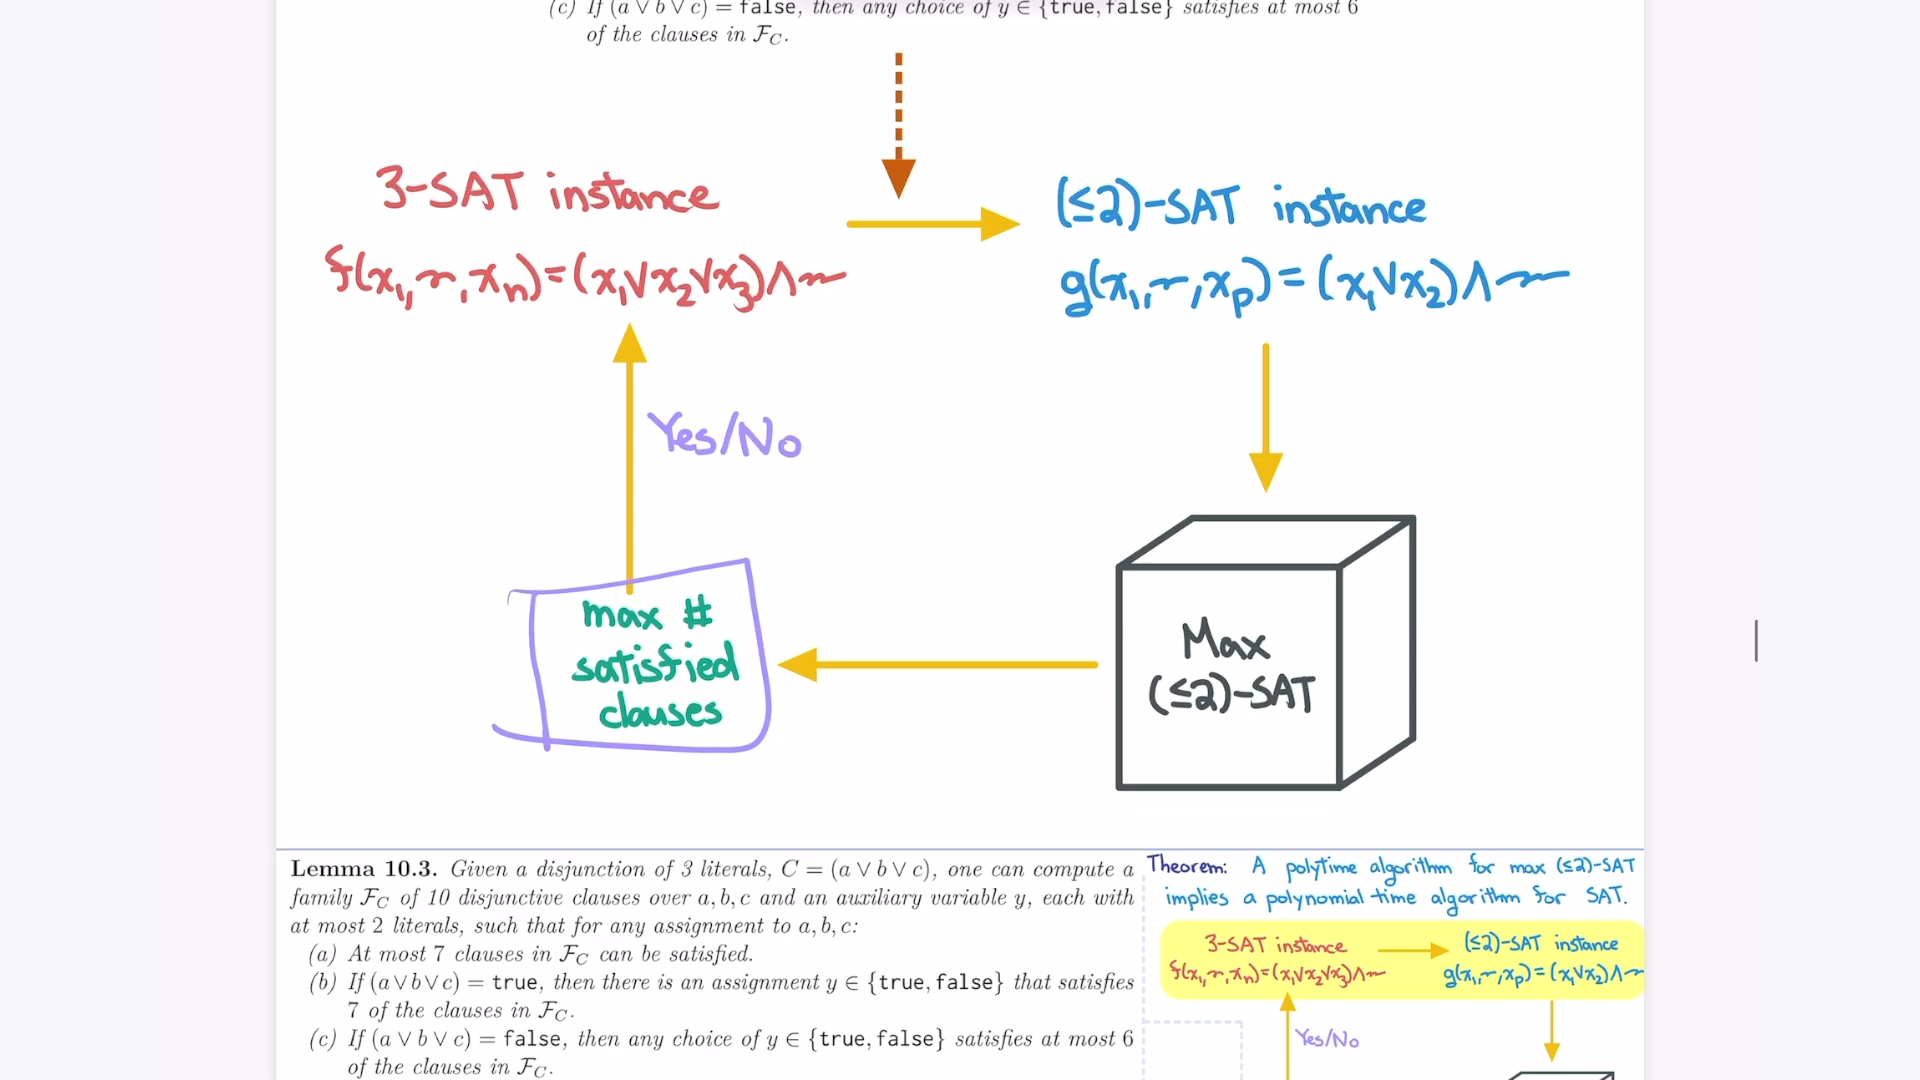 (c) If (a ∨ b ∨ c) = false, then any choice of y ∈ {true, false} satisfies at most 6
of the clauses in ℱ_C.
3-SAT instance
f(x₁,~,xₙ)=(x₁∨x₂∨x₃)∧~
(≤2)-SAT instance
g(x₁,~,xₚ)=(x₁∨x₂)∧~
Yes/No
max #
satisfied
clauses
Max
(≤2)-SAT
Lemma 10.3. Given a disjunction of 3 literals, C = (a ∨ b ∨ c), one can compute a
family ℱ_C of 10 disjunctive clauses over a, b, c and an auxiliary variable y, each with
at most 2 literals, such that for any assignment to a, b, c:
(a) At most 7 clauses in ℱ_C can be satisfied.
(b) If (a∨b∨c) = true, then there is an assignment y ∈ {true, false} that satisfies
7 of the clauses in ℱ_C.
(c) If (a ∨ b ∨ c) = false, then any choice of y ∈ {true, false} satisfies at most 6
of the clauses in ℱ_C.
Theorem: A polytime algorithm for max (≤2)-SAT
implies a polynomial time algorithm for SAT.
3-SAT instance
f(x₁,~,xₙ)=(x₁∨x₂∨x₃)∧~
(≤2)-SAT instance
g(x₁,~,xₚ)=(x₁∨x₂)∧~
Yes/No